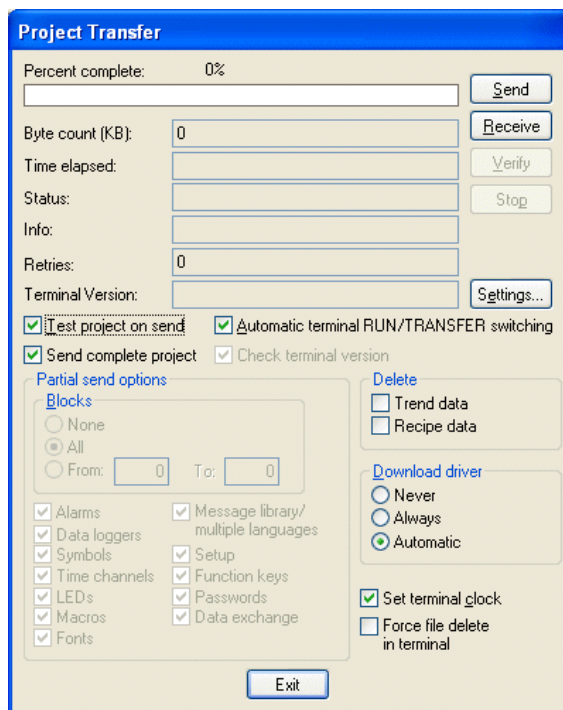 Project Transfer
Percent complete: 0%
Send
Byte count (KB): 0
Receive
Time elapsed:
Verify
Status:
Stop
Info:
Retries: 0
Terminal Version:
Settings...
Test project on send
Automatic terminal RUN/TRANSFER switching
Send complete project
Check terminal version
Partial send options
Blocks
None
All
From: 0 To: 0
Alarms
Data loggers
Symbols
Time channels
LEDs
Macros
Fonts
Message library/
multiple languages
Setup
Function keys
Passwords
Data exchange
Delete
Trend data
Recipe data
Download driver
Never
Always
Automatic
Set terminal clock
Force file delete
in terminal
Exit